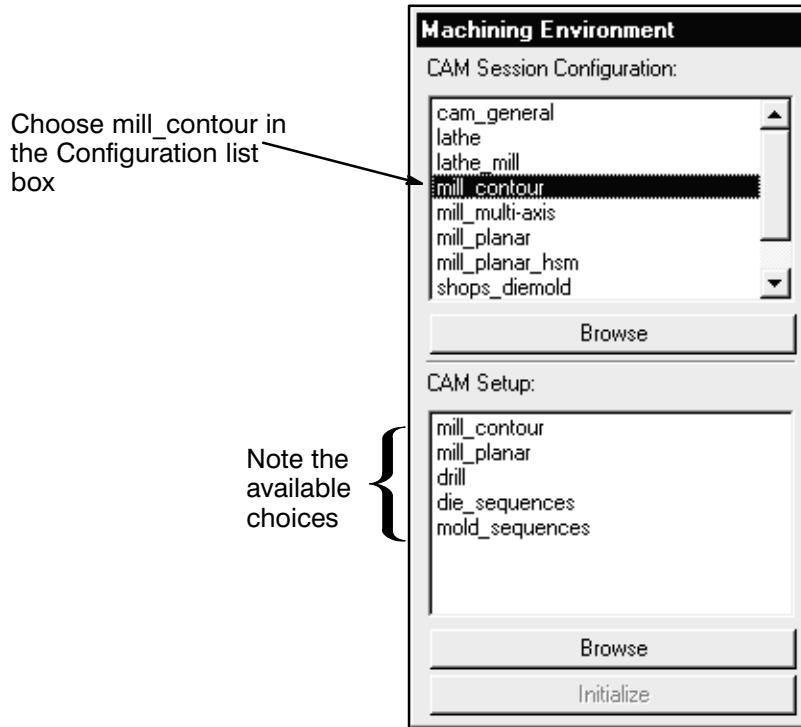 Machining Environment
CAM Session Configuration:
Choose mill_contour in
the Configuration list
box
cam_general
lathe
lathe_mill
mill_contour
mill_multi-axis
mill_planar
mill_planar_hsm
shops_diemold
Browse
CAM Setup:
Note the
available
choices
mill_contour
mill_planar
drill
die_sequences
mold_sequences
Browse
Initialize